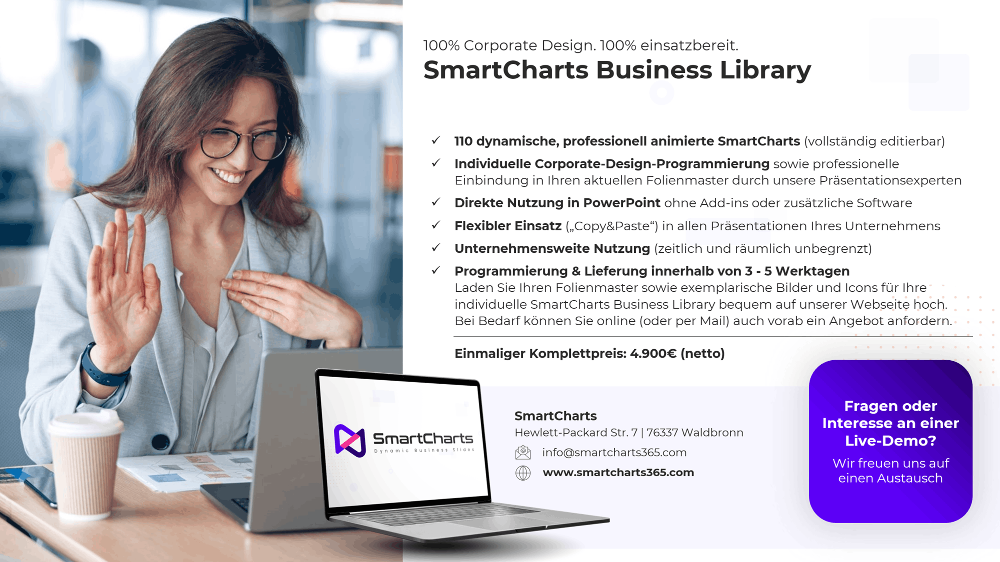 100% Corporate Design. 100% einsatzbereit.
SmartCharts Business Library
110 dynamische, professionell animierte SmartCharts (vollständig editierbar)
Individuelle Corporate-Design-Programmierung sowie professionelle
Einbindung in Ihren aktuellen Folienmaster durch unsere Präsentationsexperten
Direkte Nutzung in PowerPoint ohne Add-ins oder zusätzliche Software
Flexibler Einsatz („Copy&Paste“) in allen Präsentationen Ihres Unternehmens
Unternehmensweite Nutzung (zeitlich und räumlich unbegrenzt)
Programmierung & Lieferung innerhalb von 3 - 5 Werktagen
Laden Sie Ihren Folienmaster sowie exemplarische Bilder und Icons für Ihre
individuelle SmartCharts Business Library bequem auf unserer Webseite hoch.
Bei Bedarf können Sie online (oder per Mail) auch vorab ein Angebot anfordern.
Einmaliger Komplettpreis: 4.900€ (netto)
SmartCharts
Dynamic Business Slides
SmartCharts
Hewlett-Packard Str. 7 | 76337 Waldbronn
info@smartcharts365.com
www.smartcharts365.com
Fragen oder
Interesse an einer
Live-Demo?
Wir freuen uns auf
einen Austausch